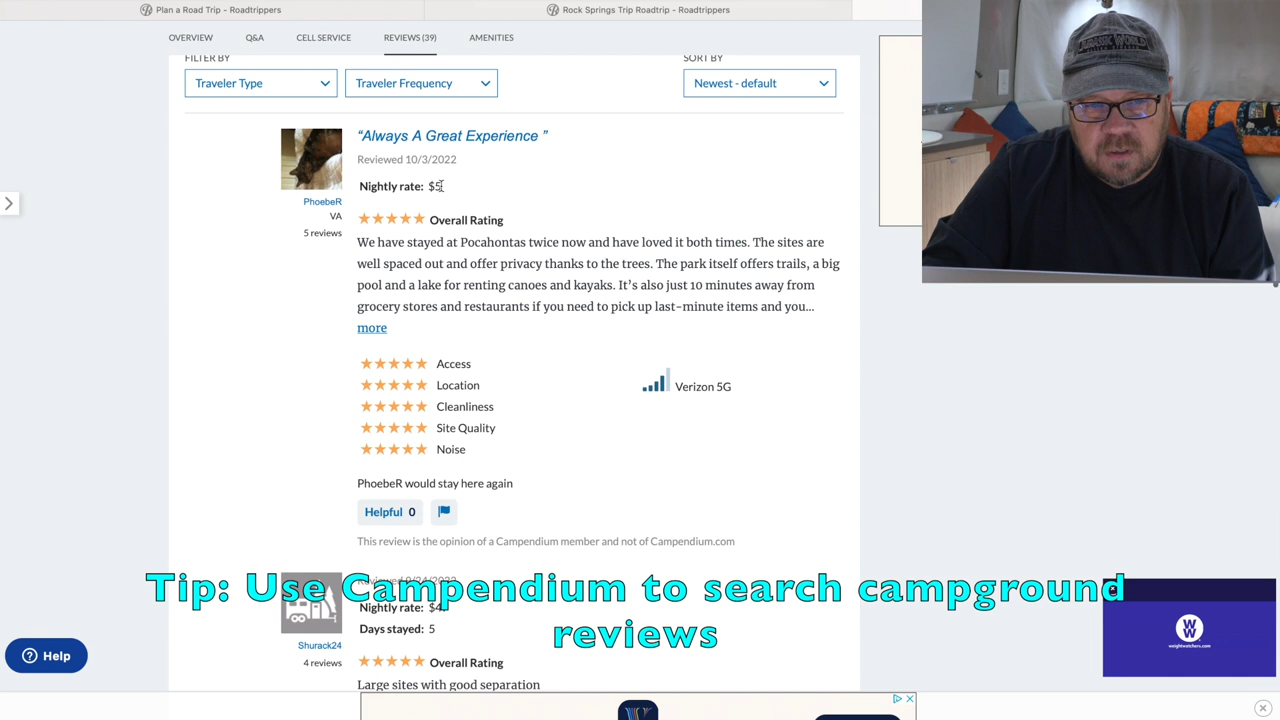 Plan a Road Trip - Roadtrippers
Rock Springs Trip Roadtrip - Roadtrippers
OVERVIEW
Q&A
CELL SERVICE
REVIEWS (39)
AMENITIES
FILTER BY
SORT BY
Traveler Type
Traveler Frequency
Newest - default
“Always A Great Experience ”
Reviewed 10/3/2022
Nightly rate: $5
PhoebeR
VA
5 reviews
Overall Rating
We have stayed at Pocahontas twice now and have loved it both times. The sites are
well spaced out and offer privacy thanks to the trees. The park itself offers trails, a big
pool and a lake for renting canoes and kayaks. It’s also just 10 minutes away from
grocery stores and restaurants if you need to pick up last-minute items and you...
more
Access
Location
Cleanliness
Site Quality
Noise
Verizon 5G
PhoebeR would stay here again
Helpful 0
This review is the opinion of a Campendium member and not of Campendium.com
Tip: Use Campendium to search campground
reviews
Reviewed
Nightly rate:
Days stayed: 5
Shurack24
4 reviews
Overall Rating
Large sites with good separation
Help
WW
weightwatchers.com